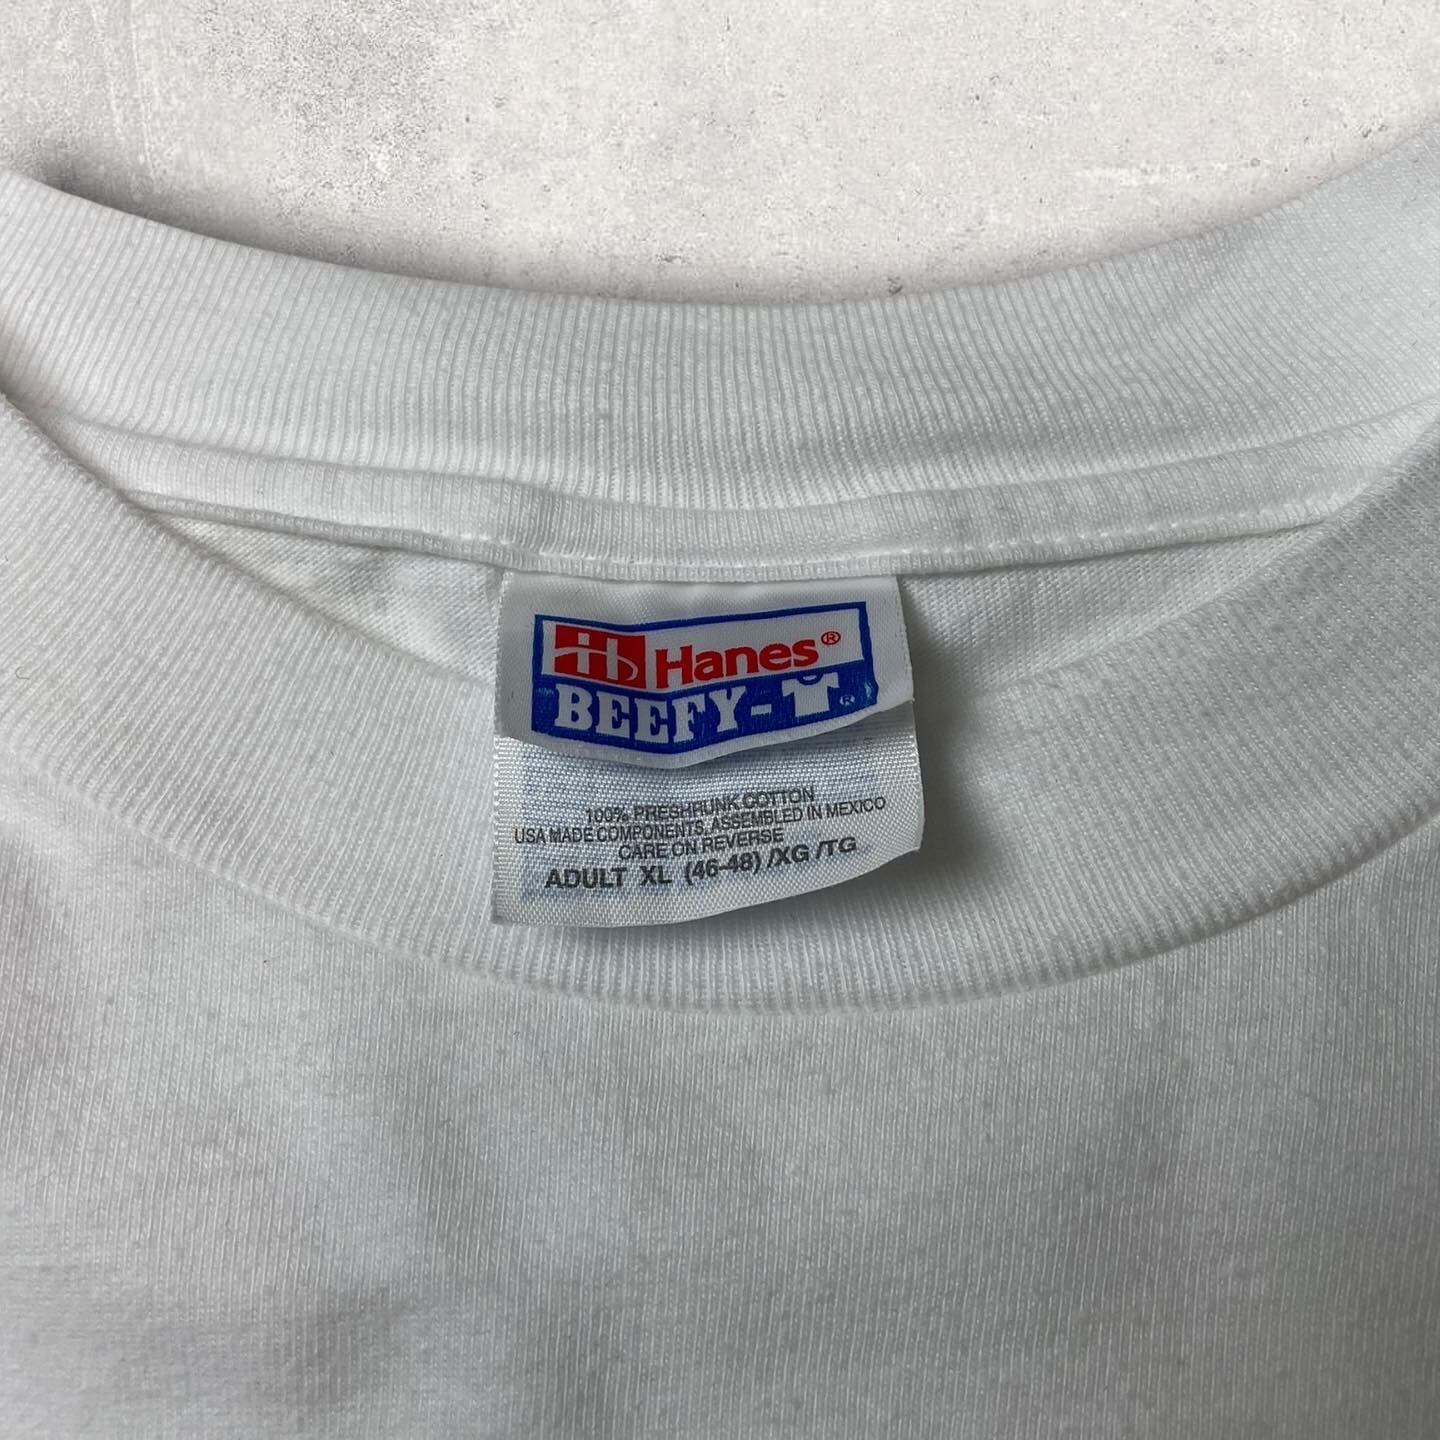 Hanes®
BEEFY-T®
100% PRESHRUNK COTTON
USA MADE COMPONENTS, ASSEMBLED IN MEXICO
CARE ON REVERSE
ADULT XL (46-48) /XG /TG